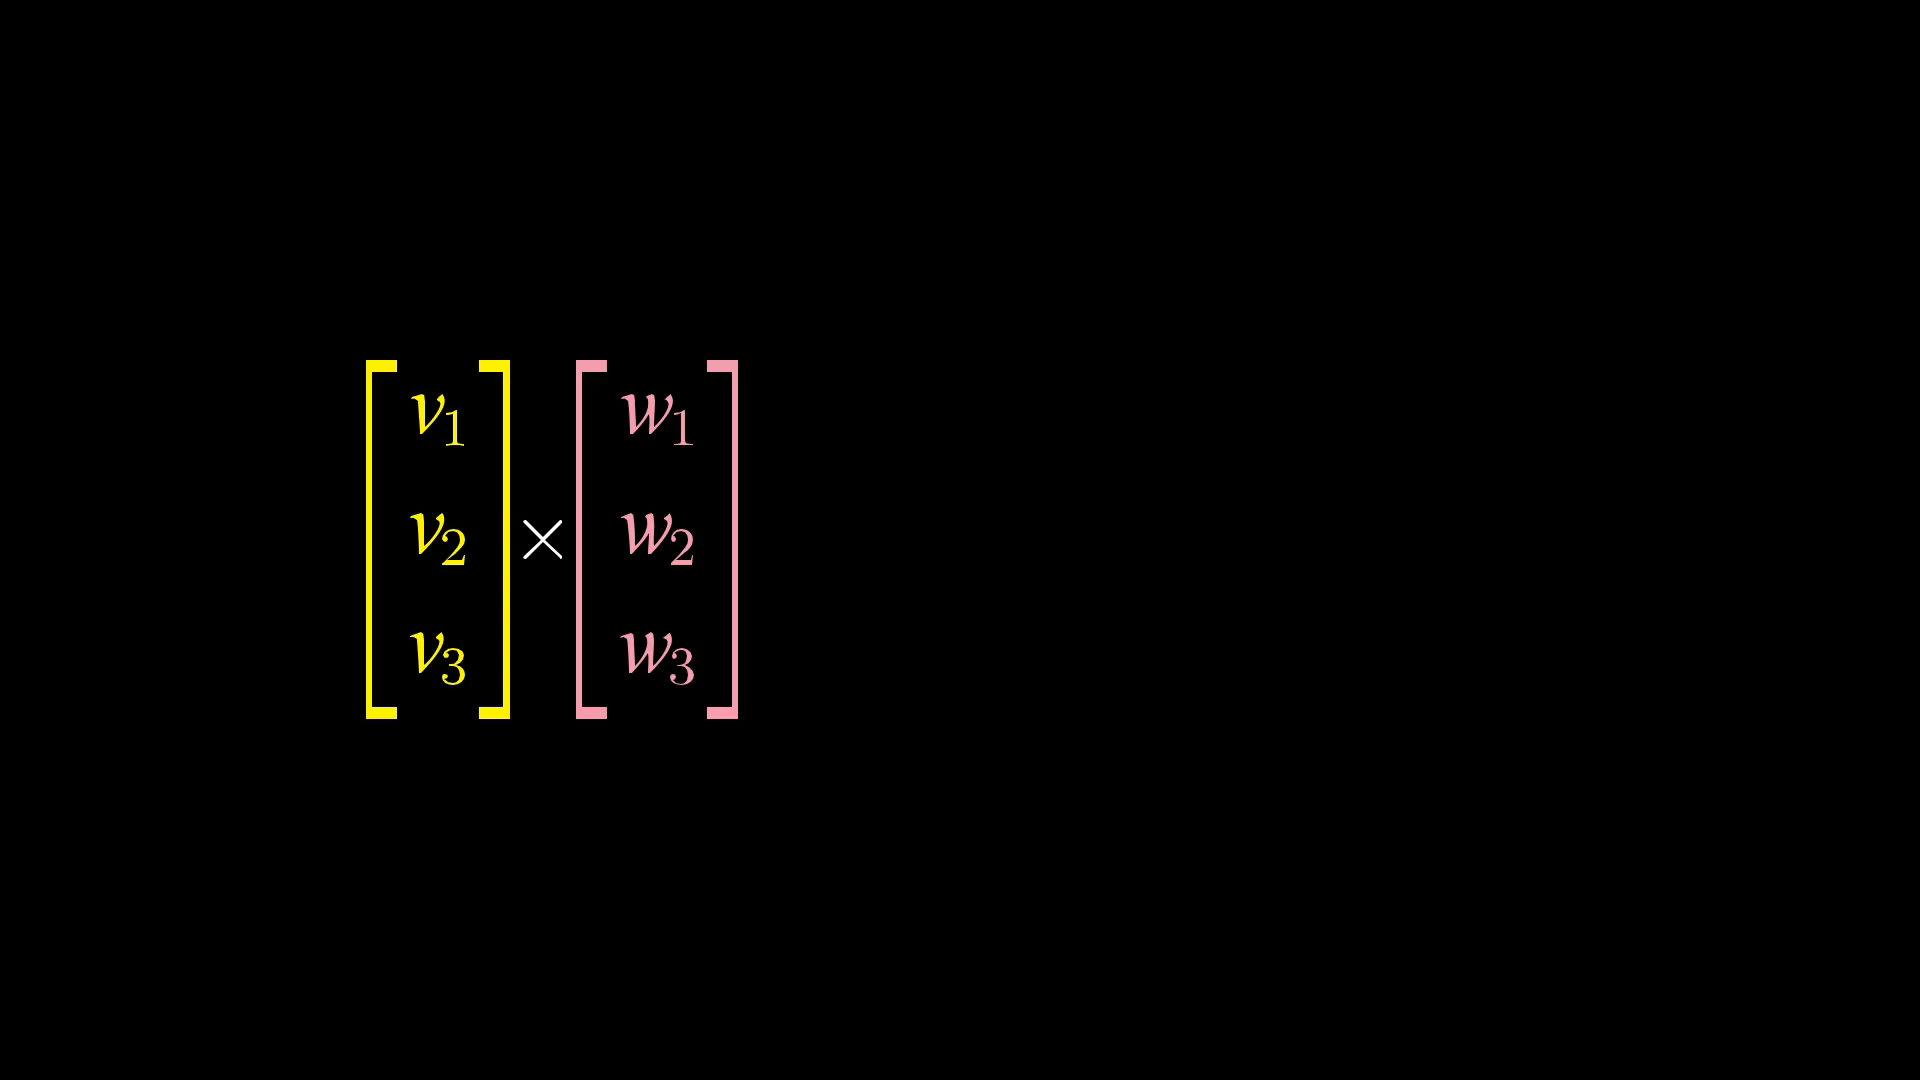 v₁ w₁
v₂ × w₂
v₃ w₃